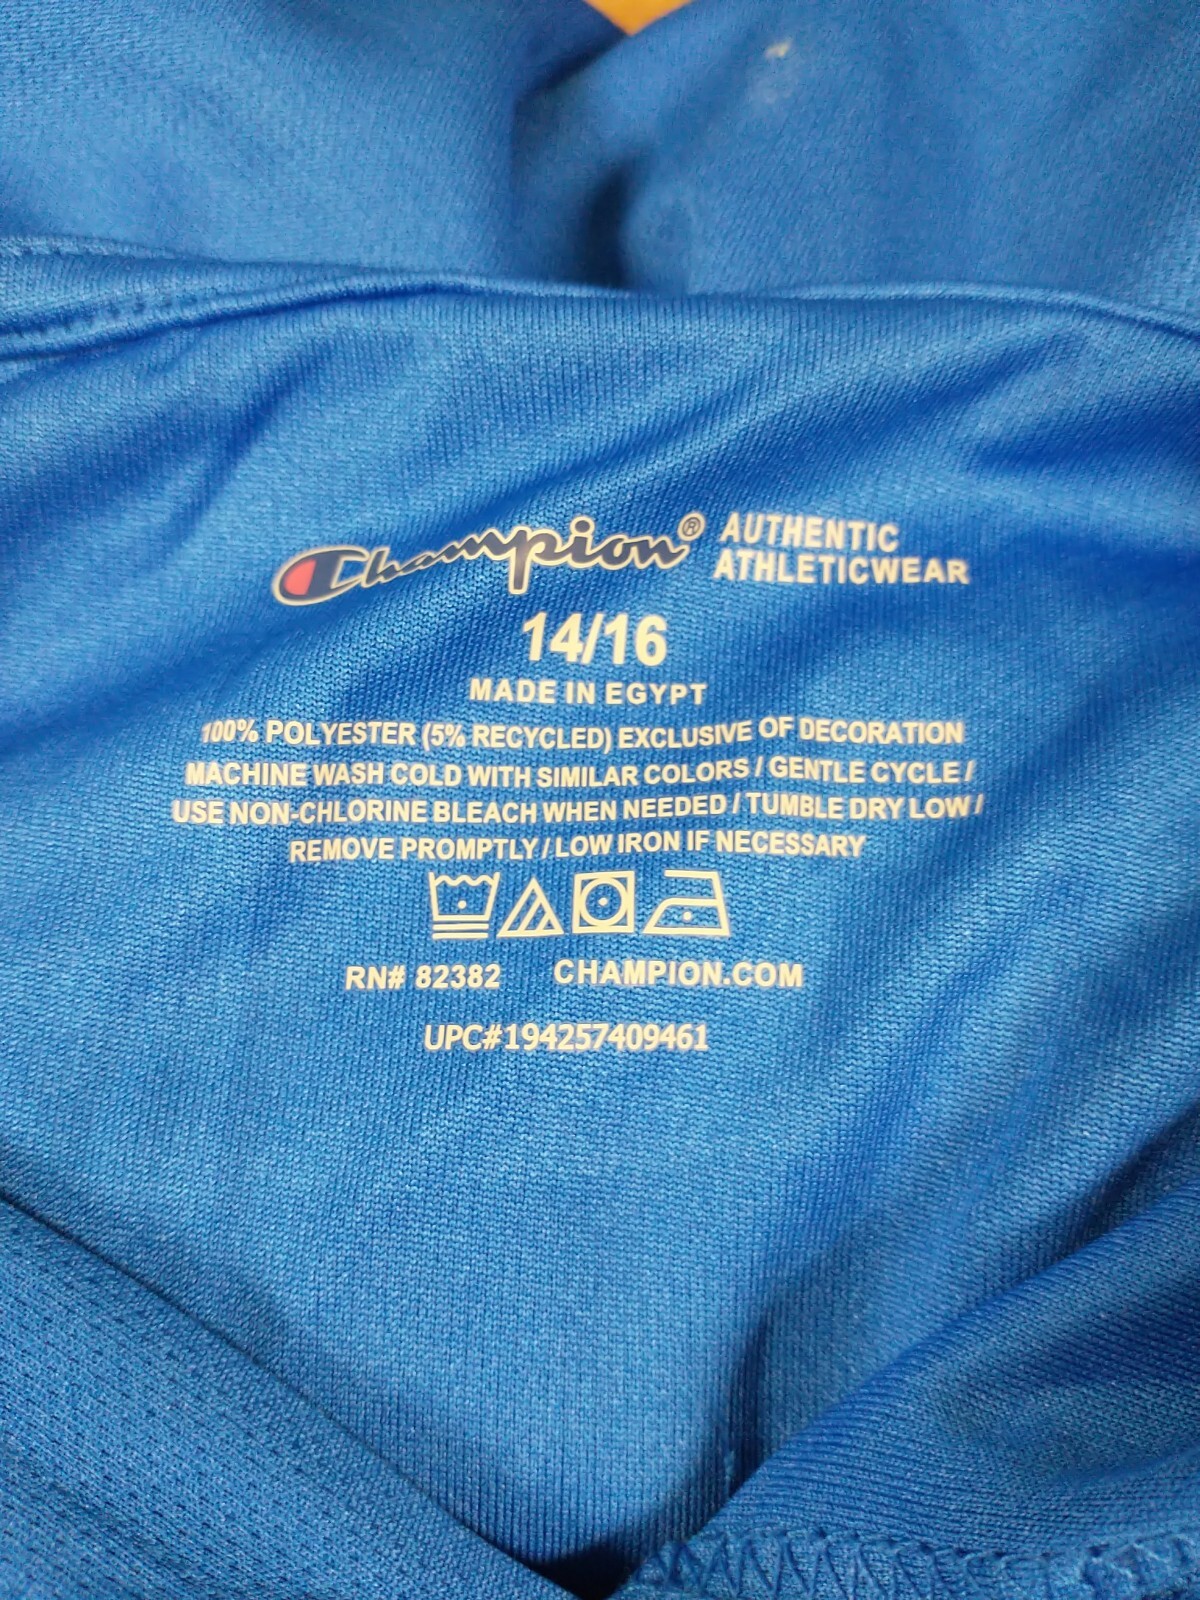 Champion® AUTHENTIC
ATHLETICWEAR
14/16
MADE IN EGYPT
100% POLYESTER (5% RECYCLED) EXCLUSIVE OF DECORATION
MACHINE WASH COLD WITH SIMILAR COLORS / GENTLE CYCLE /
USE NON-CHLORINE BLEACH WHEN NEEDED / TUMBLE DRY LOW /
REMOVE PROMPTLY / LOW IRON IF NECESSARY
RN# 82382 CHAMPION.COM
UPC#194257409461